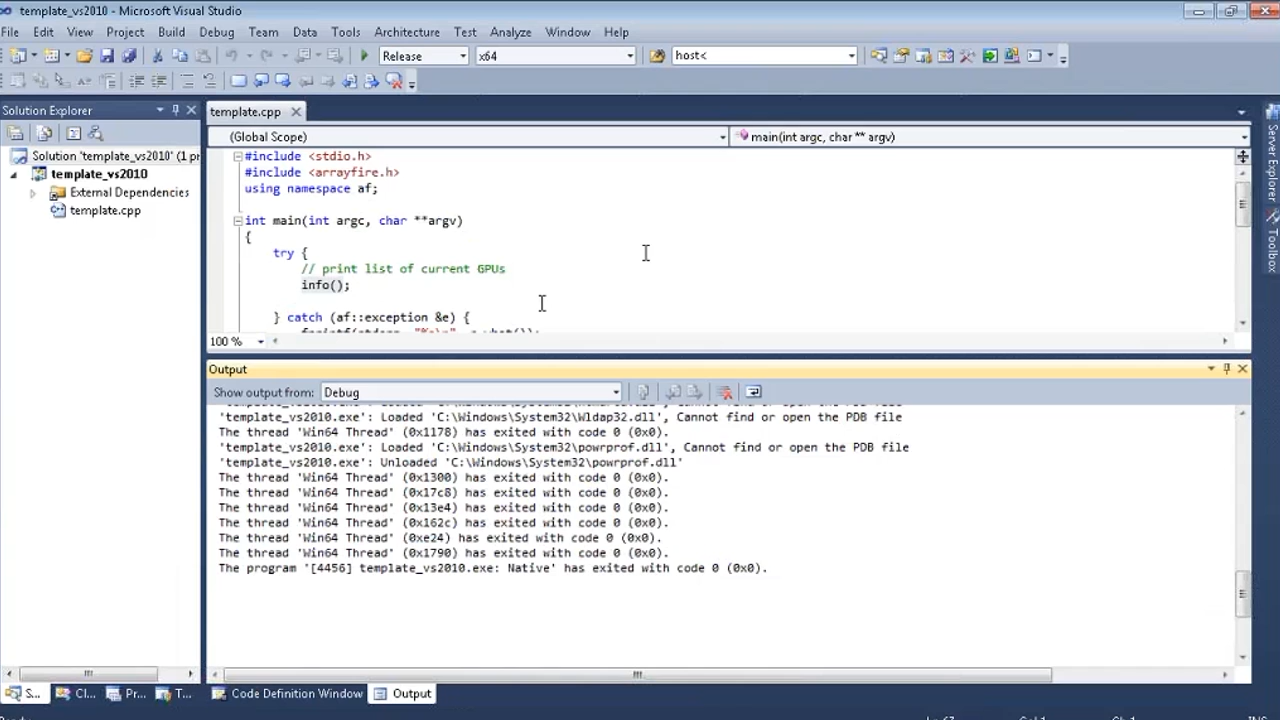 template_vs2010 - Microsoft Visual Studio
File Edit View Project Build Debug Team Data Tools Architecture Test Analyze Window Help
Release x64 host<
Solution Explorer
Solution 'template_vs2010' (1 pr
template_vs2010
External Dependencies
template.cpp
template.cpp
(Global Scope) main(int argc, char ** argv)
#include <stdio.h>
#include <arrayfire.h>
using namespace af;
int main(int argc, char **argv)
{
try {
// print list of current GPUs
info();
} catch (af::exception &e) {
100 %
Output
Show output from: Debug
'template_vs2010.exe': Loaded 'C:\Windows\System32\Wldap32.dll', Cannot find or open the PDB file
The thread 'Win64 Thread' (0x1178) has exited with code 0 (0x0).
'template_vs2010.exe': Loaded 'C:\Windows\System32\powrprof.dll', Cannot find or open the PDB file
'template_vs2010.exe': Unloaded 'C:\Windows\System32\powrprof.dll'
The thread 'Win64 Thread' (0x1300) has exited with code 0 (0x0).
The thread 'Win64 Thread' (0x17c8) has exited with code 0 (0x0).
The thread 'Win64 Thread' (0x13e4) has exited with code 0 (0x0).
The thread 'Win64 Thread' (0x162c) has exited with code 0 (0x0).
The thread 'Win64 Thread' (0xe24) has exited with code 0 (0x0).
The thread 'Win64 Thread' (0x1790) has exited with code 0 (0x0).
The program '[4456] template_vs2010.exe: Native' has exited with code 0 (0x0).
S... Cl... Pr... T... Code Definition Window Output
Server Explorer
Toolbox